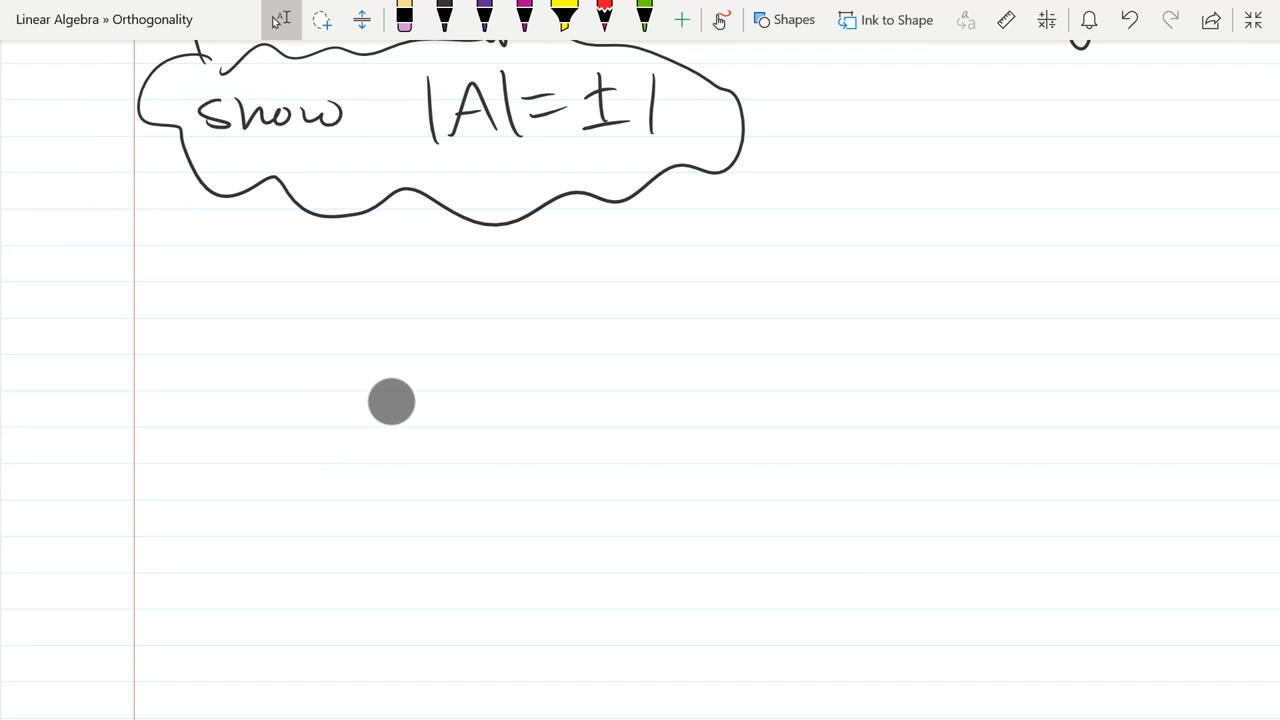 Linear Algebra » Orthogonality
Shapes
Ink to Shape
show |A| = ± 1